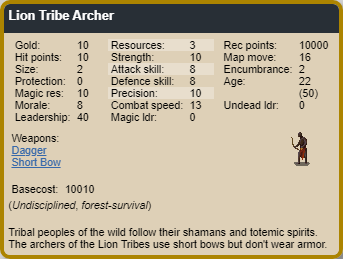 Lion Tribe Archer
Gold: 10 Resources: 3 Rec points: 10000
Hit points: 10 Strength: 10 Map move: 16
Size: 2 Attack skill: 8 Encumbrance: 2
Protection: 0 Defence skill: 8 Age: 22
Magic res: 10 Precision: 10 (50)
Morale: 8 Combat speed: 13 Undead ldr: 0
Leadership: 40 Magic ldr: 0
Weapons:
Dagger
Short Bow
Basecost: 10010
(Undisciplined, forest-survival)
Tribal peoples of the wild follow their shamans and totemic spirits.
The archers of the Lion Tribes use short bows but don't wear armor.